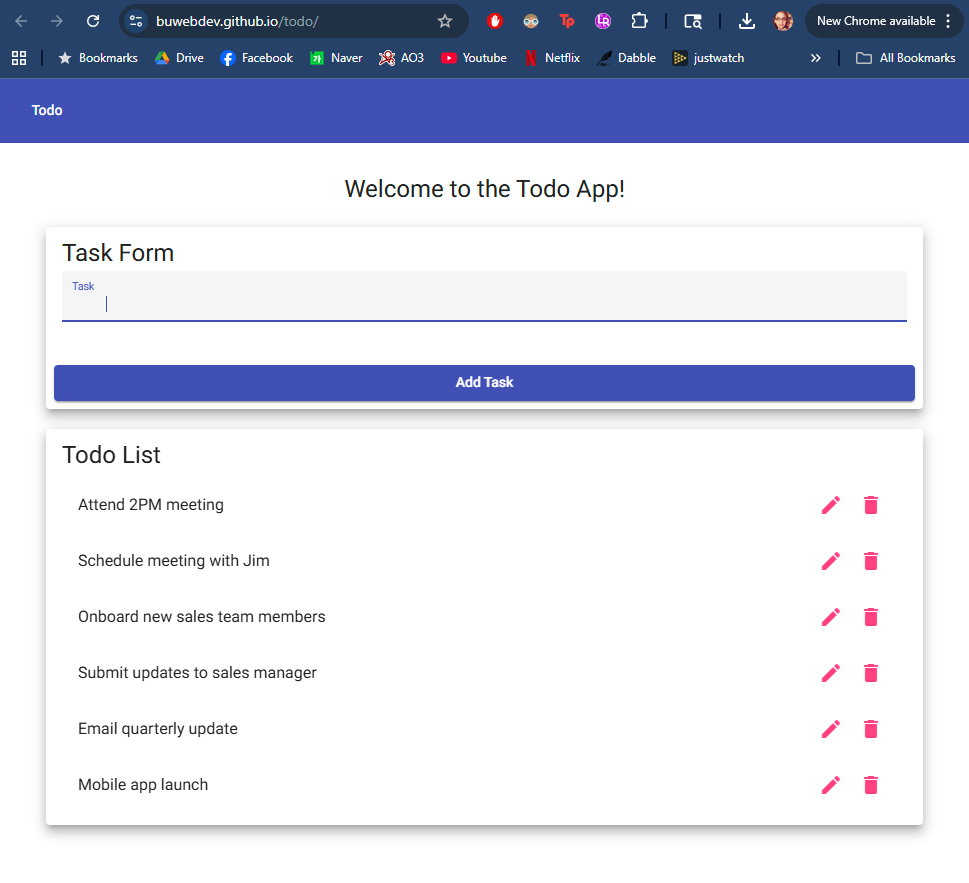 buwebdev.github.io/todo/
New Chrome available
Bookmarks Drive Facebook Naver AO3 Youtube Netflix Dabble justwatch » All Bookmarks
Todo
Welcome to the Todo App!
Task Form
Task
Add Task
Todo List
Attend 2PM meeting
Schedule meeting with Jim
Onboard new sales team members
Submit updates to sales manager
Email quarterly update
Mobile app launch